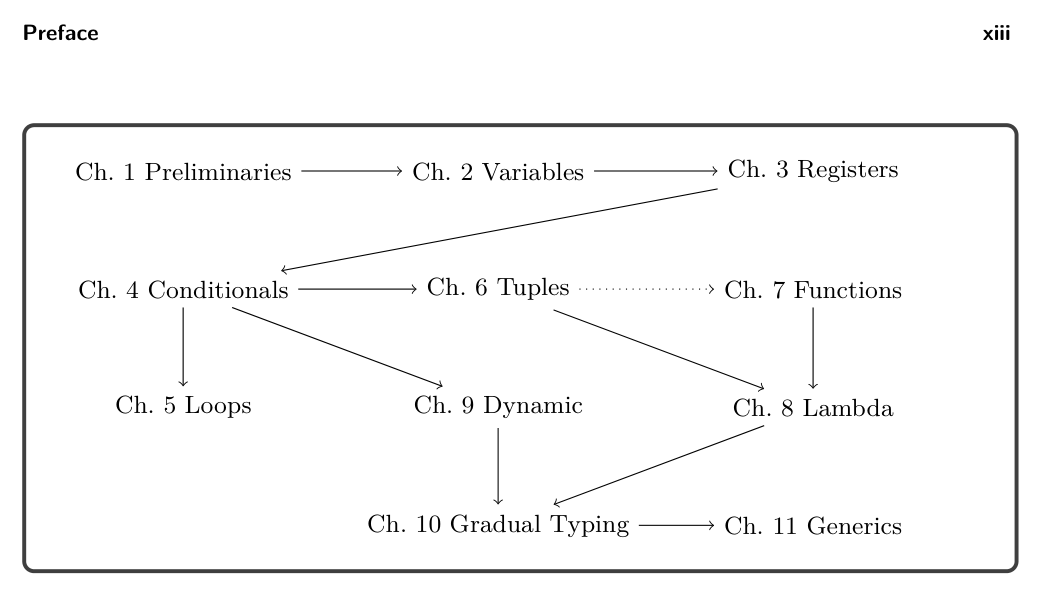 Preface xiii
Ch. 1 Preliminaries Ch. 2 Variables Ch. 3 Registers
Ch. 4 Conditionals Ch. 6 Tuples Ch. 7 Functions
Ch. 5 Loops Ch. 9 Dynamic Ch. 8 Lambda
Ch. 10 Gradual Typing Ch. 11 Generics